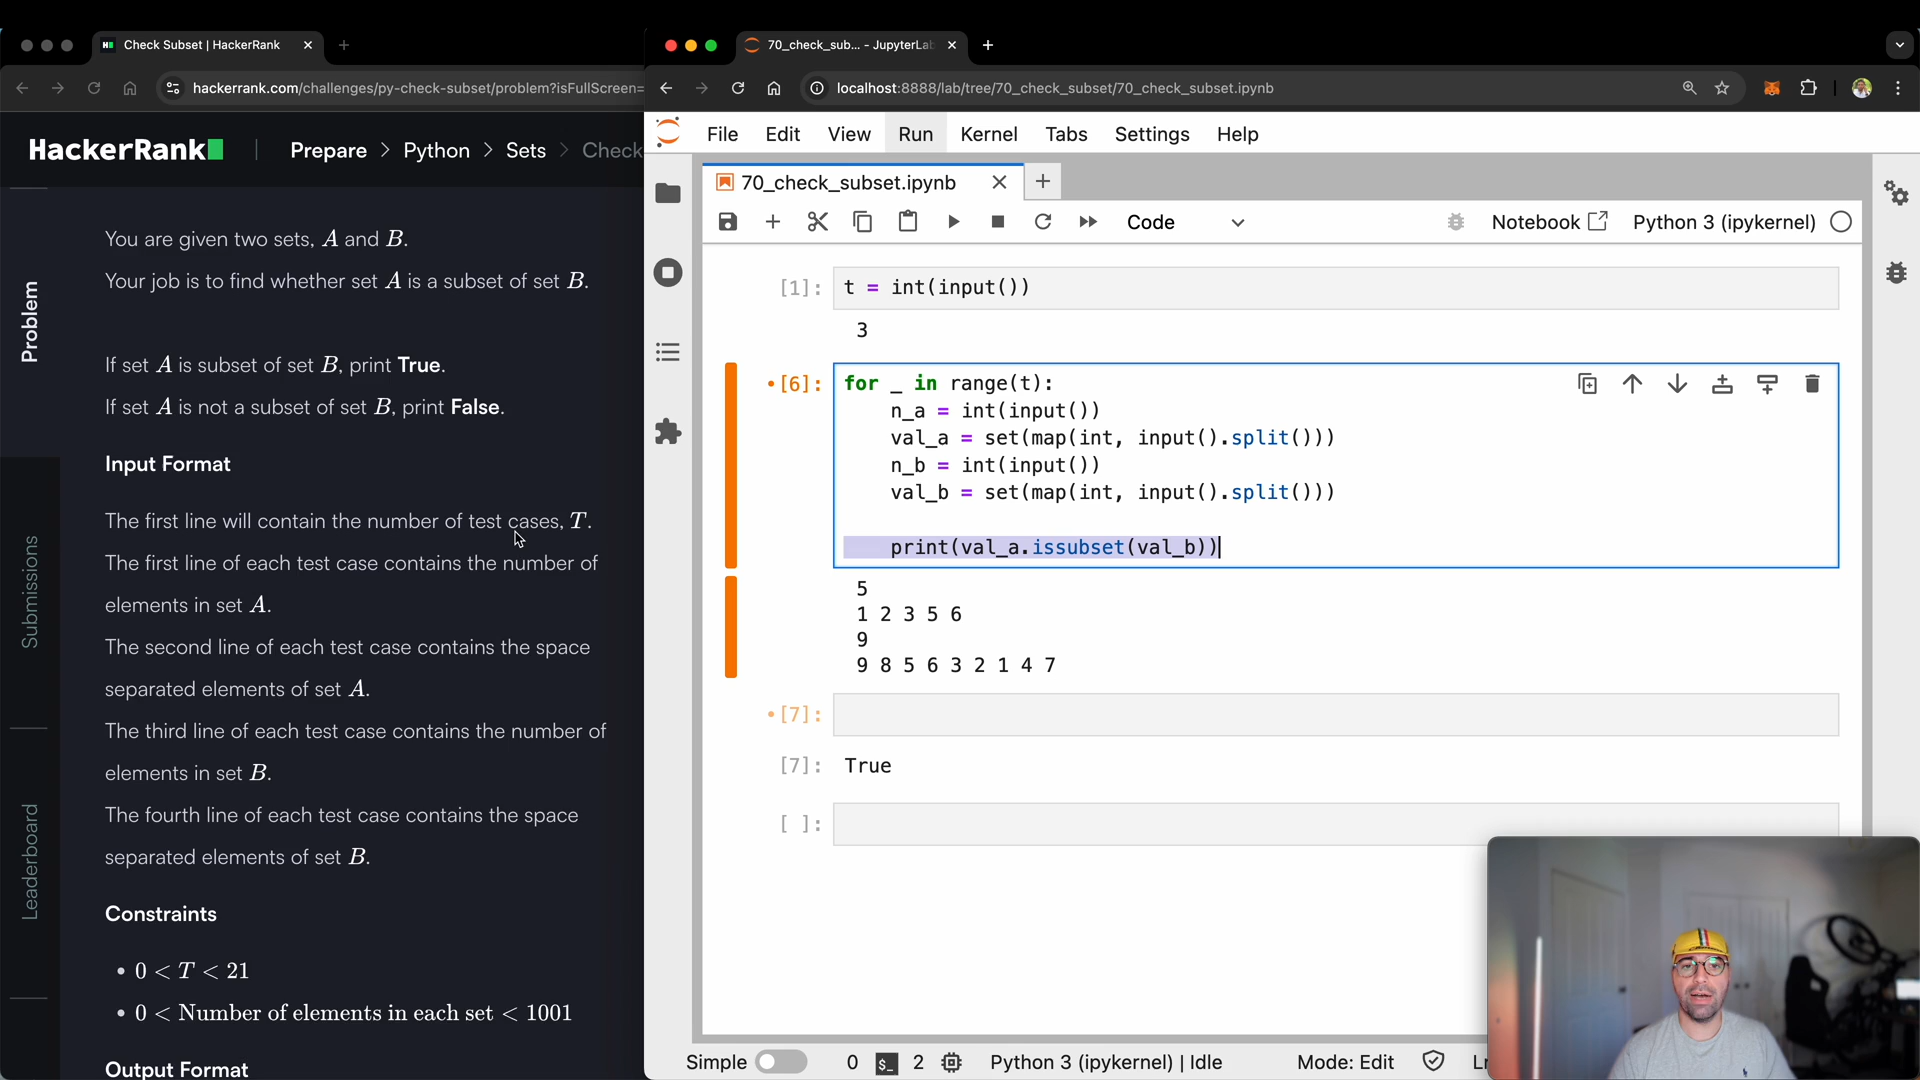 Check Subset | HackerRank
hackerrank.com/challenges/py-check-subset/problem?isFullScreen=
HackerRank
Prepare > Python > Sets > Check
Problem
Submissions
Leaderboard
You are given two sets, A and B.
Your job is to find whether set A is a subset of set B.
If set A is subset of set B, print True.
If set A is not a subset of set B, print False.
Input Format
The first line will contain the number of test cases, T.
The first line of each test case contains the number of
elements in set A.
The second line of each test case contains the space
separated elements of set A.
The third line of each test case contains the number of
elements in set B.
The fourth line of each test case contains the space
separated elements of set B.
Constraints
• 0 < T < 21
• 0 < Number of elements in each set < 1001
Output Format
70_check_sub... - JupyterLab
localhost:8888/lab/tree/70_check_subset/70_check_subset.ipynb
File Edit View Run Kernel Tabs Settings Help
70_check_subset.ipynb
Code
Notebook
Python 3 (ipykernel)
[1]: t = int(input())
3
•[6]: for _ in range(t):
n_a = int(input())
val_a = set(map(int, input().split()))
n_b = int(input())
val_b = set(map(int, input().split()))
print(val_a.issubset(val_b))
5
1 2 3 5 6
9
9 8 5 6 3 2 1 4 7
•[7]:
[7]: True
[ ]:
Simple 0 2 Python 3 (ipykernel) | Idle Mode: Edit